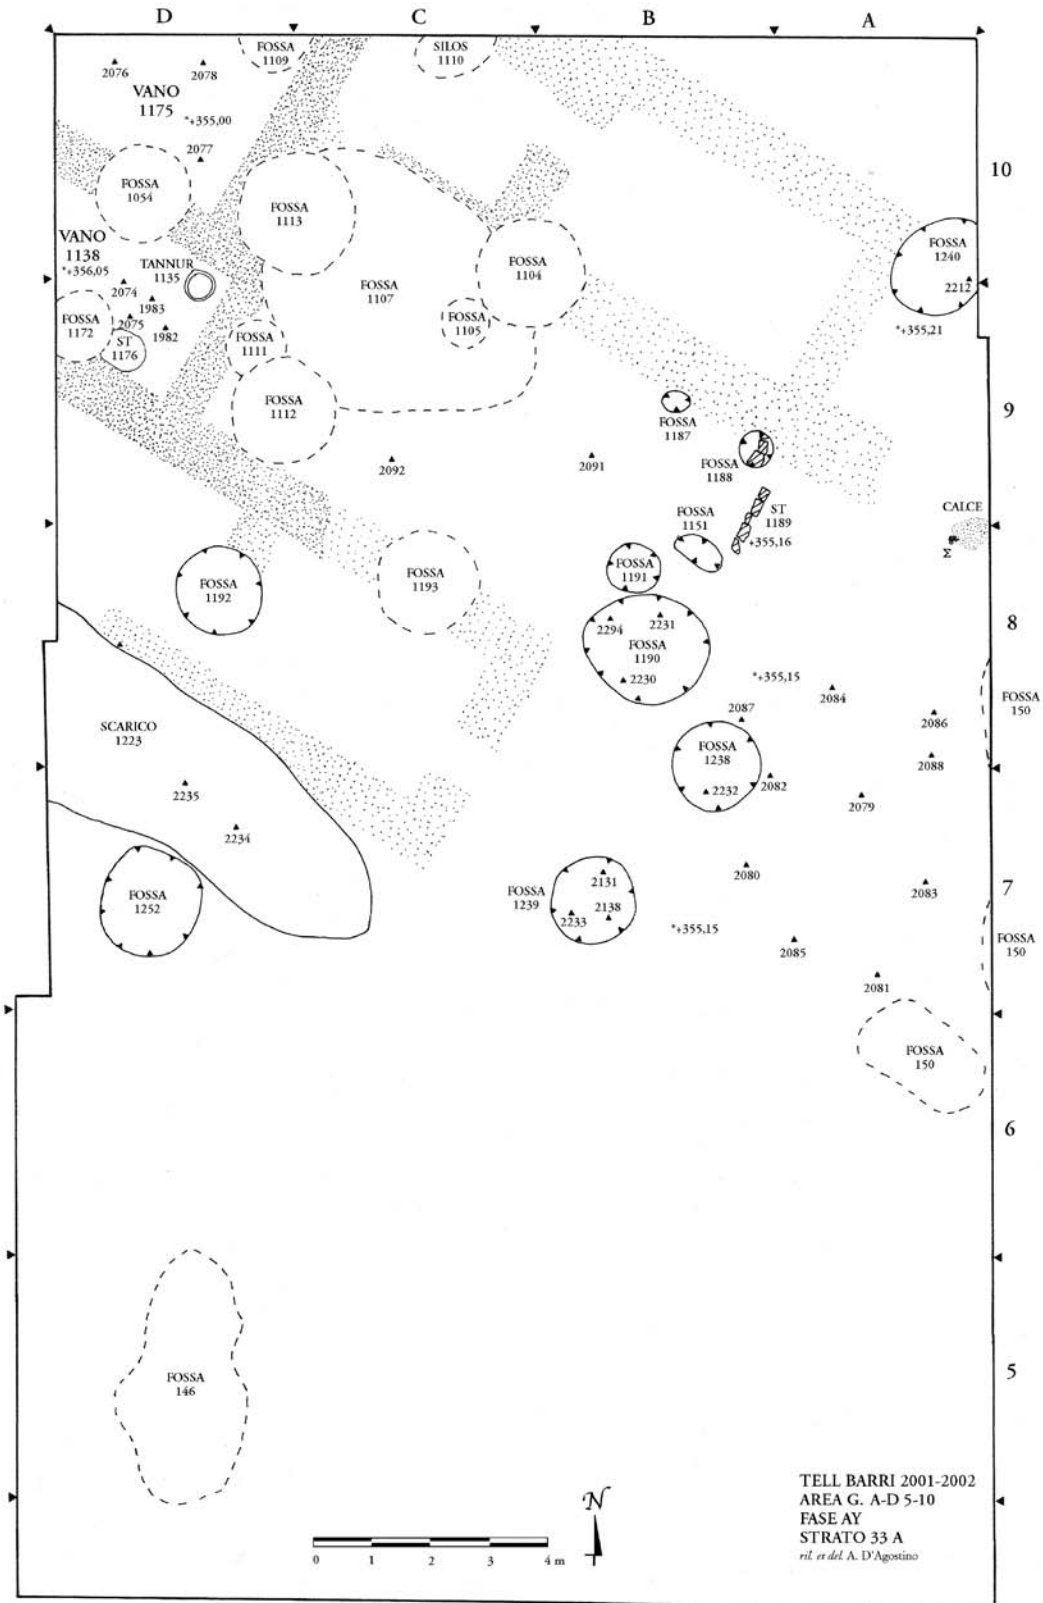 D C B A
FOSSA
1109
SILOS
1110
2076
2078
VANO
1175
*+355,00
2077
10
FOSSA
1054
FOSSA
1113
VANO
1138
*+356,05
TANNUR
1135
FOSSA
1104
FOSSA
1240
2212
2074
1983
FOSSA
1107
FOSSA
1172
2075
1982
FOSSA
1105
*+355,21
ST
1176
FOSSA
1111
FOSSA
1112
9
FOSSA
1187
2092
2091
FOSSA
1188
CALCE
Σ
FOSSA
1151
ST
1189
+355,16
FOSSA
1191
FOSSA
1192
FOSSA
1193
8
2294
2231
FOSSA
1190
2230
*+355,15
2084
FOSSA
150
2087
2086
SCARICO
1223
FOSSA
1238
2088
2235
2232
2082
2079
2234
2080
2083
7
FOSSA
1252
FOSSA
1239
2131
2138
2233
*+355,15
2085
FOSSA
150
2081
FOSSA
150
6
FOSSA
146
5
N
0 1 2 3 4 m
TELL BARRI 2001-2002
AREA G. A-D 5-10
FASE AY
STRATO 33 A
ril. et del. A. D'Agostino